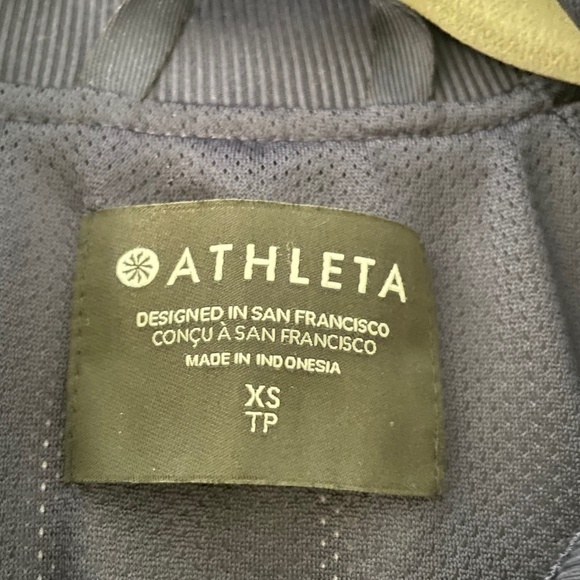 ATHLETA
DESIGNED IN SAN FRANCISCO
CONÇU À SAN FRANCISCO
MADE IN INDONESIA
XS
TP